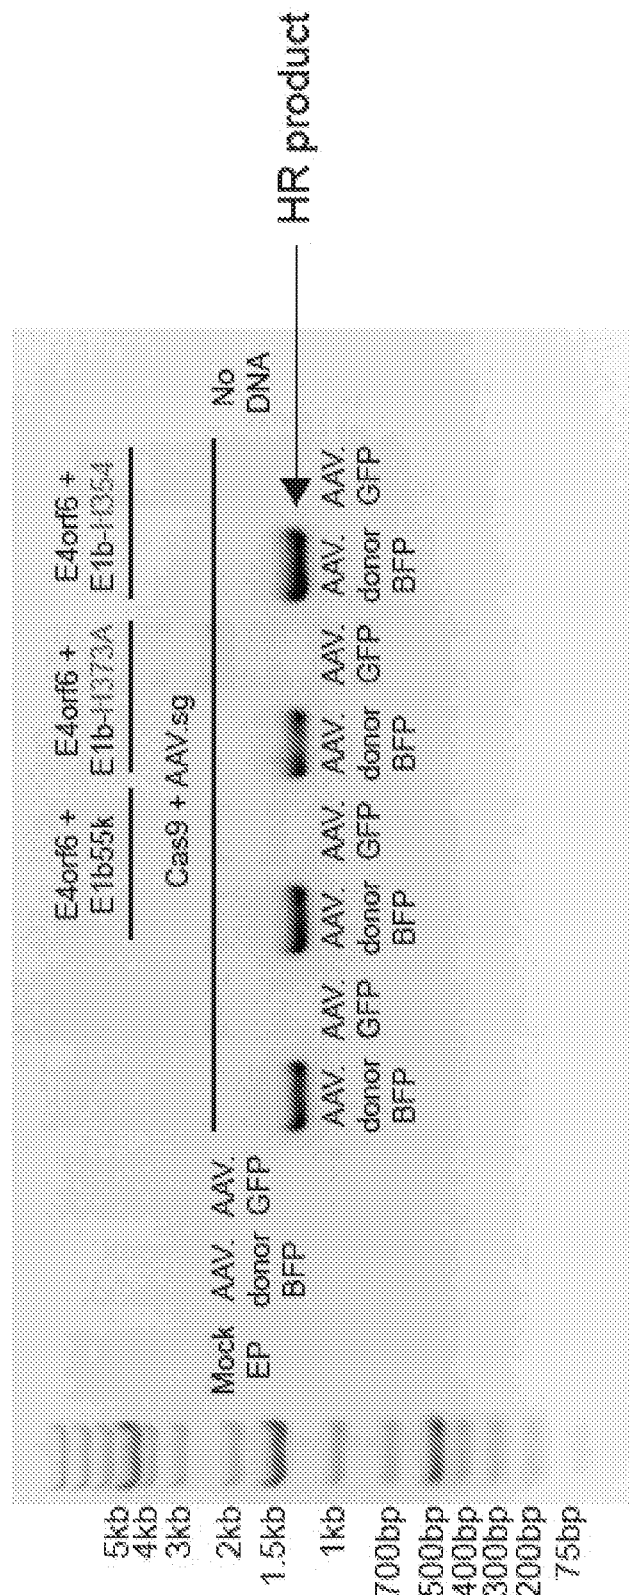 E4orf6 +
E1b55k
E4orf6 +
E1b-H373A
E4orf6 +
E1b-H354
Cas9 + AAV.sg
Mock
EP
AAV.
donor
BFP
AAV.
GFP
No
DNA
HR product
AAV.
donor
BFP
AAV.
GFP
AAV.
donor
BFP
AAV.
GFP
AAV.
donor
BFP
AAV.
GFP
AAV.
donor
BFP
AAV.
GFP
5kb
4kb
3kb
2kb
1.5kb
1kb
700bp
500bp
400bp
300bp
200bp
75bp